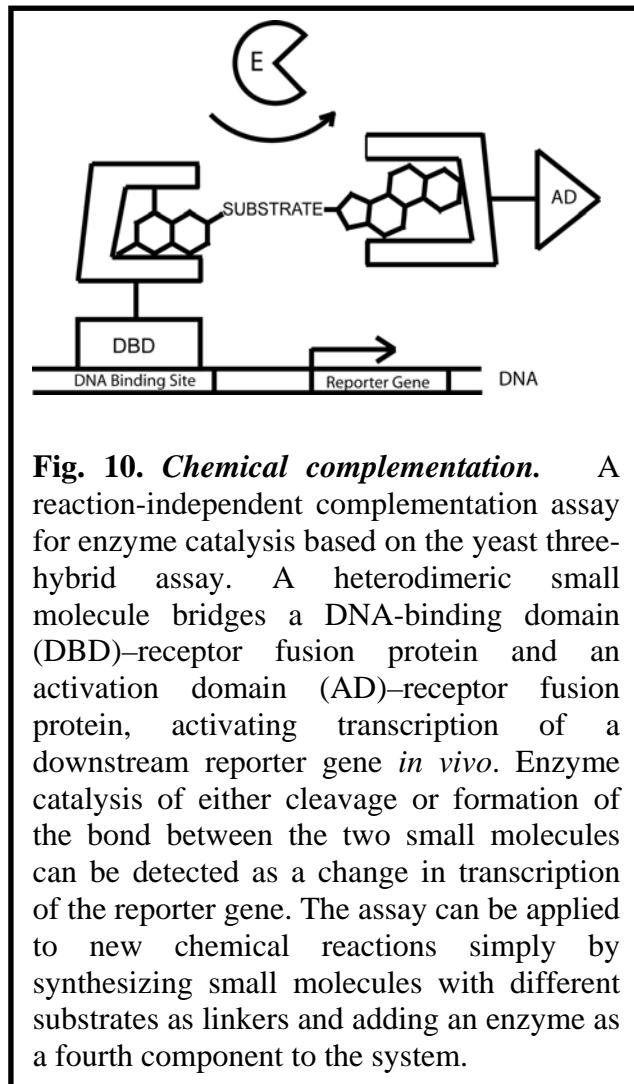 E
SUBSTRATE
AD
DBD
DNA Binding Site
Reporter Gene
DNA
Fig. 10. Chemical complementation. A
reaction-independent complementation assay
for enzyme catalysis based on the yeast three-
hybrid assay. A heterodimeric small
molecule bridges a DNA-binding domain
(DBD)–receptor fusion protein and an
activation domain (AD)–receptor fusion
protein, activating transcription of a
downstream reporter gene in vivo. Enzyme
catalysis of either cleavage or formation of
the bond between the two small molecules
can be detected as a change in transcription
of the reporter gene. The assay can be applied
to new chemical reactions simply by
synthesizing small molecules with different
substrates as linkers and adding an enzyme as
a fourth component to the system.